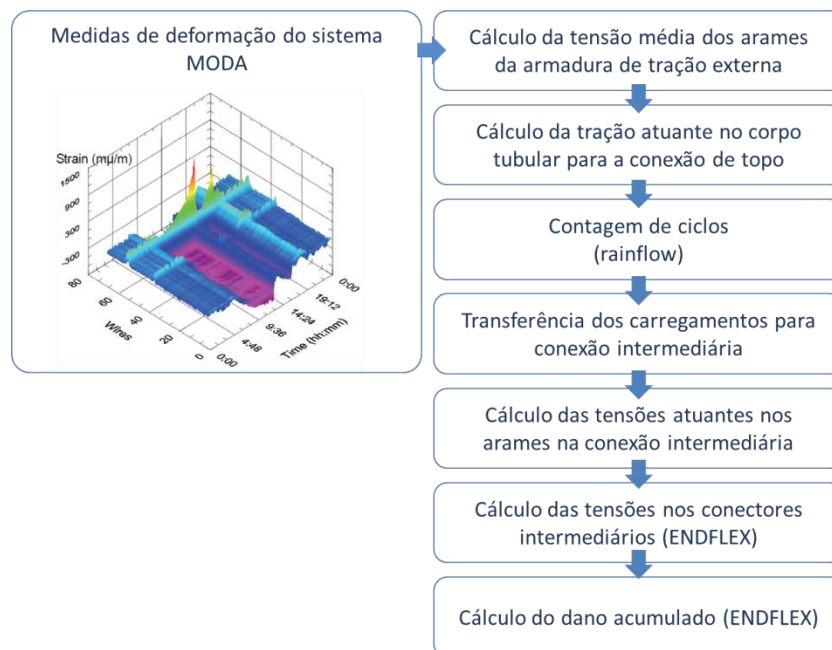 Medidas de deformação do sistema
MODA
Strain (mμ/m)
1500
900
300
-300
80
60
40
20
0
Wires
0:00
4:48
9:36
14:24
19:12
0:00
Time (hh:mm)
Cálculo da tensão média dos arames
da armadura de tração externa
Cálculo da tração atuante no corpo
tubular para a conexão de topo
Contagem de ciclos
(rainflow)
Transferência dos carregamentos para
conexão intermediária
Cálculo das tensões atuantes nos
arames na conexão intermediária
Cálculo das tensões nos conectores
intermediários (ENDFLEX)
Cálculo do dano acumulado (ENDFLEX)